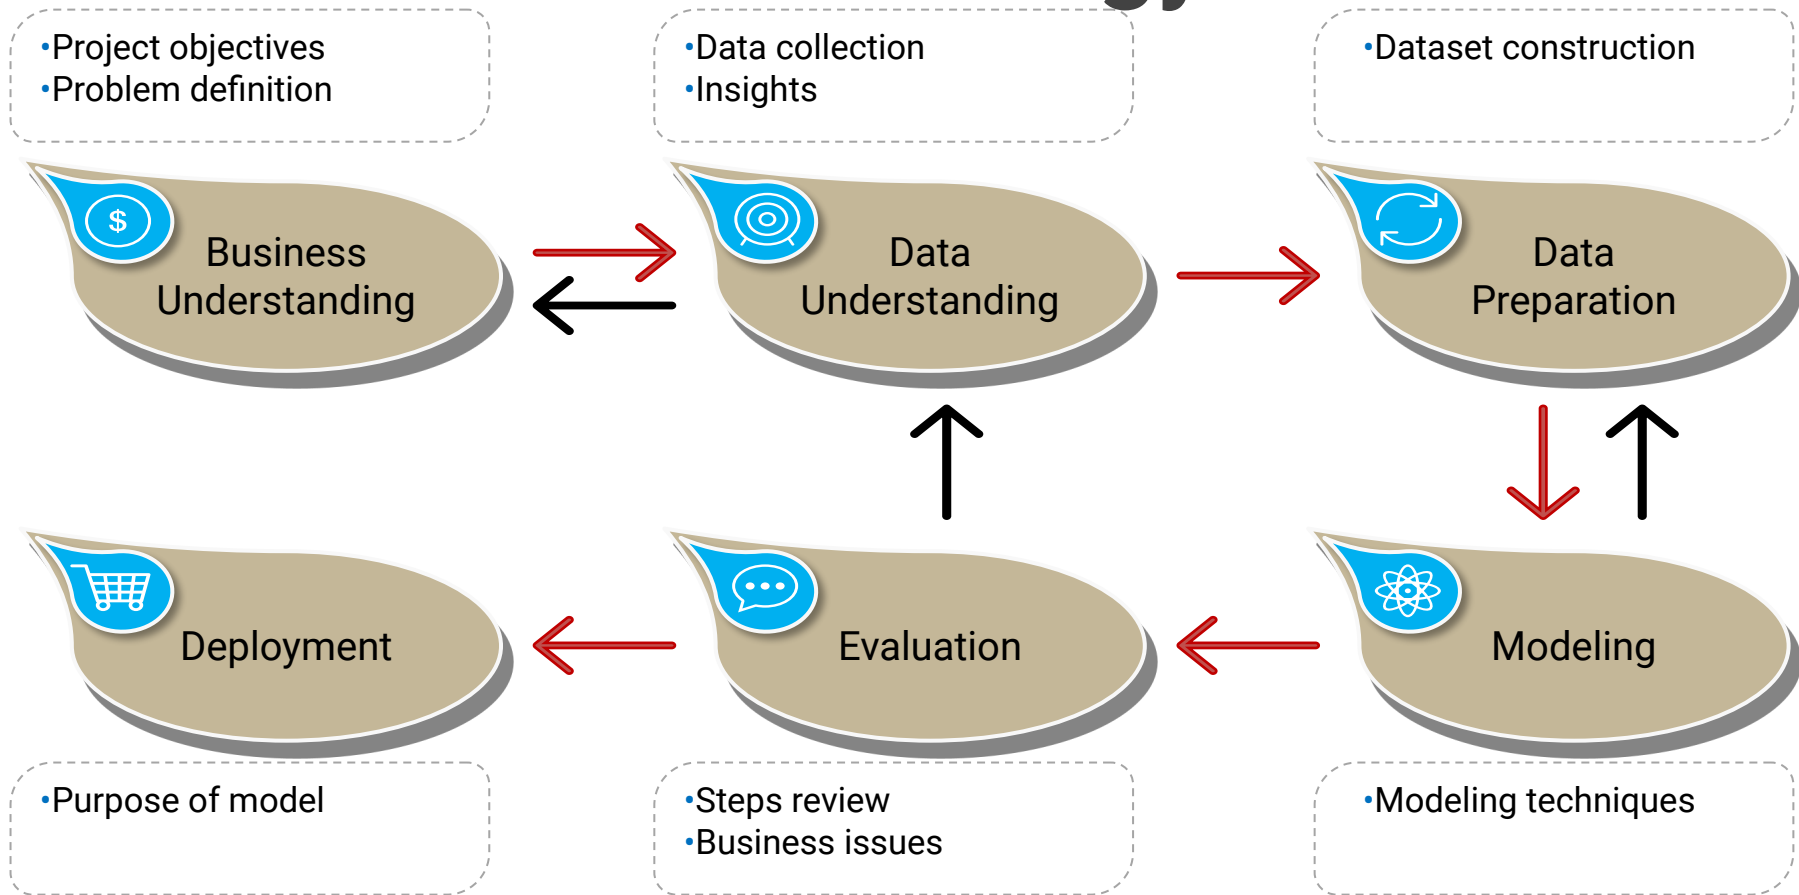 •Project objectives
•Problem definition
•Data collection
•Insights
•Dataset construction
$
Business
Understanding
Data
Understanding
Data
Preparation
Deployment
Evaluation
Modeling
•Purpose of model
•Steps review
•Business issues
•Modeling techniques